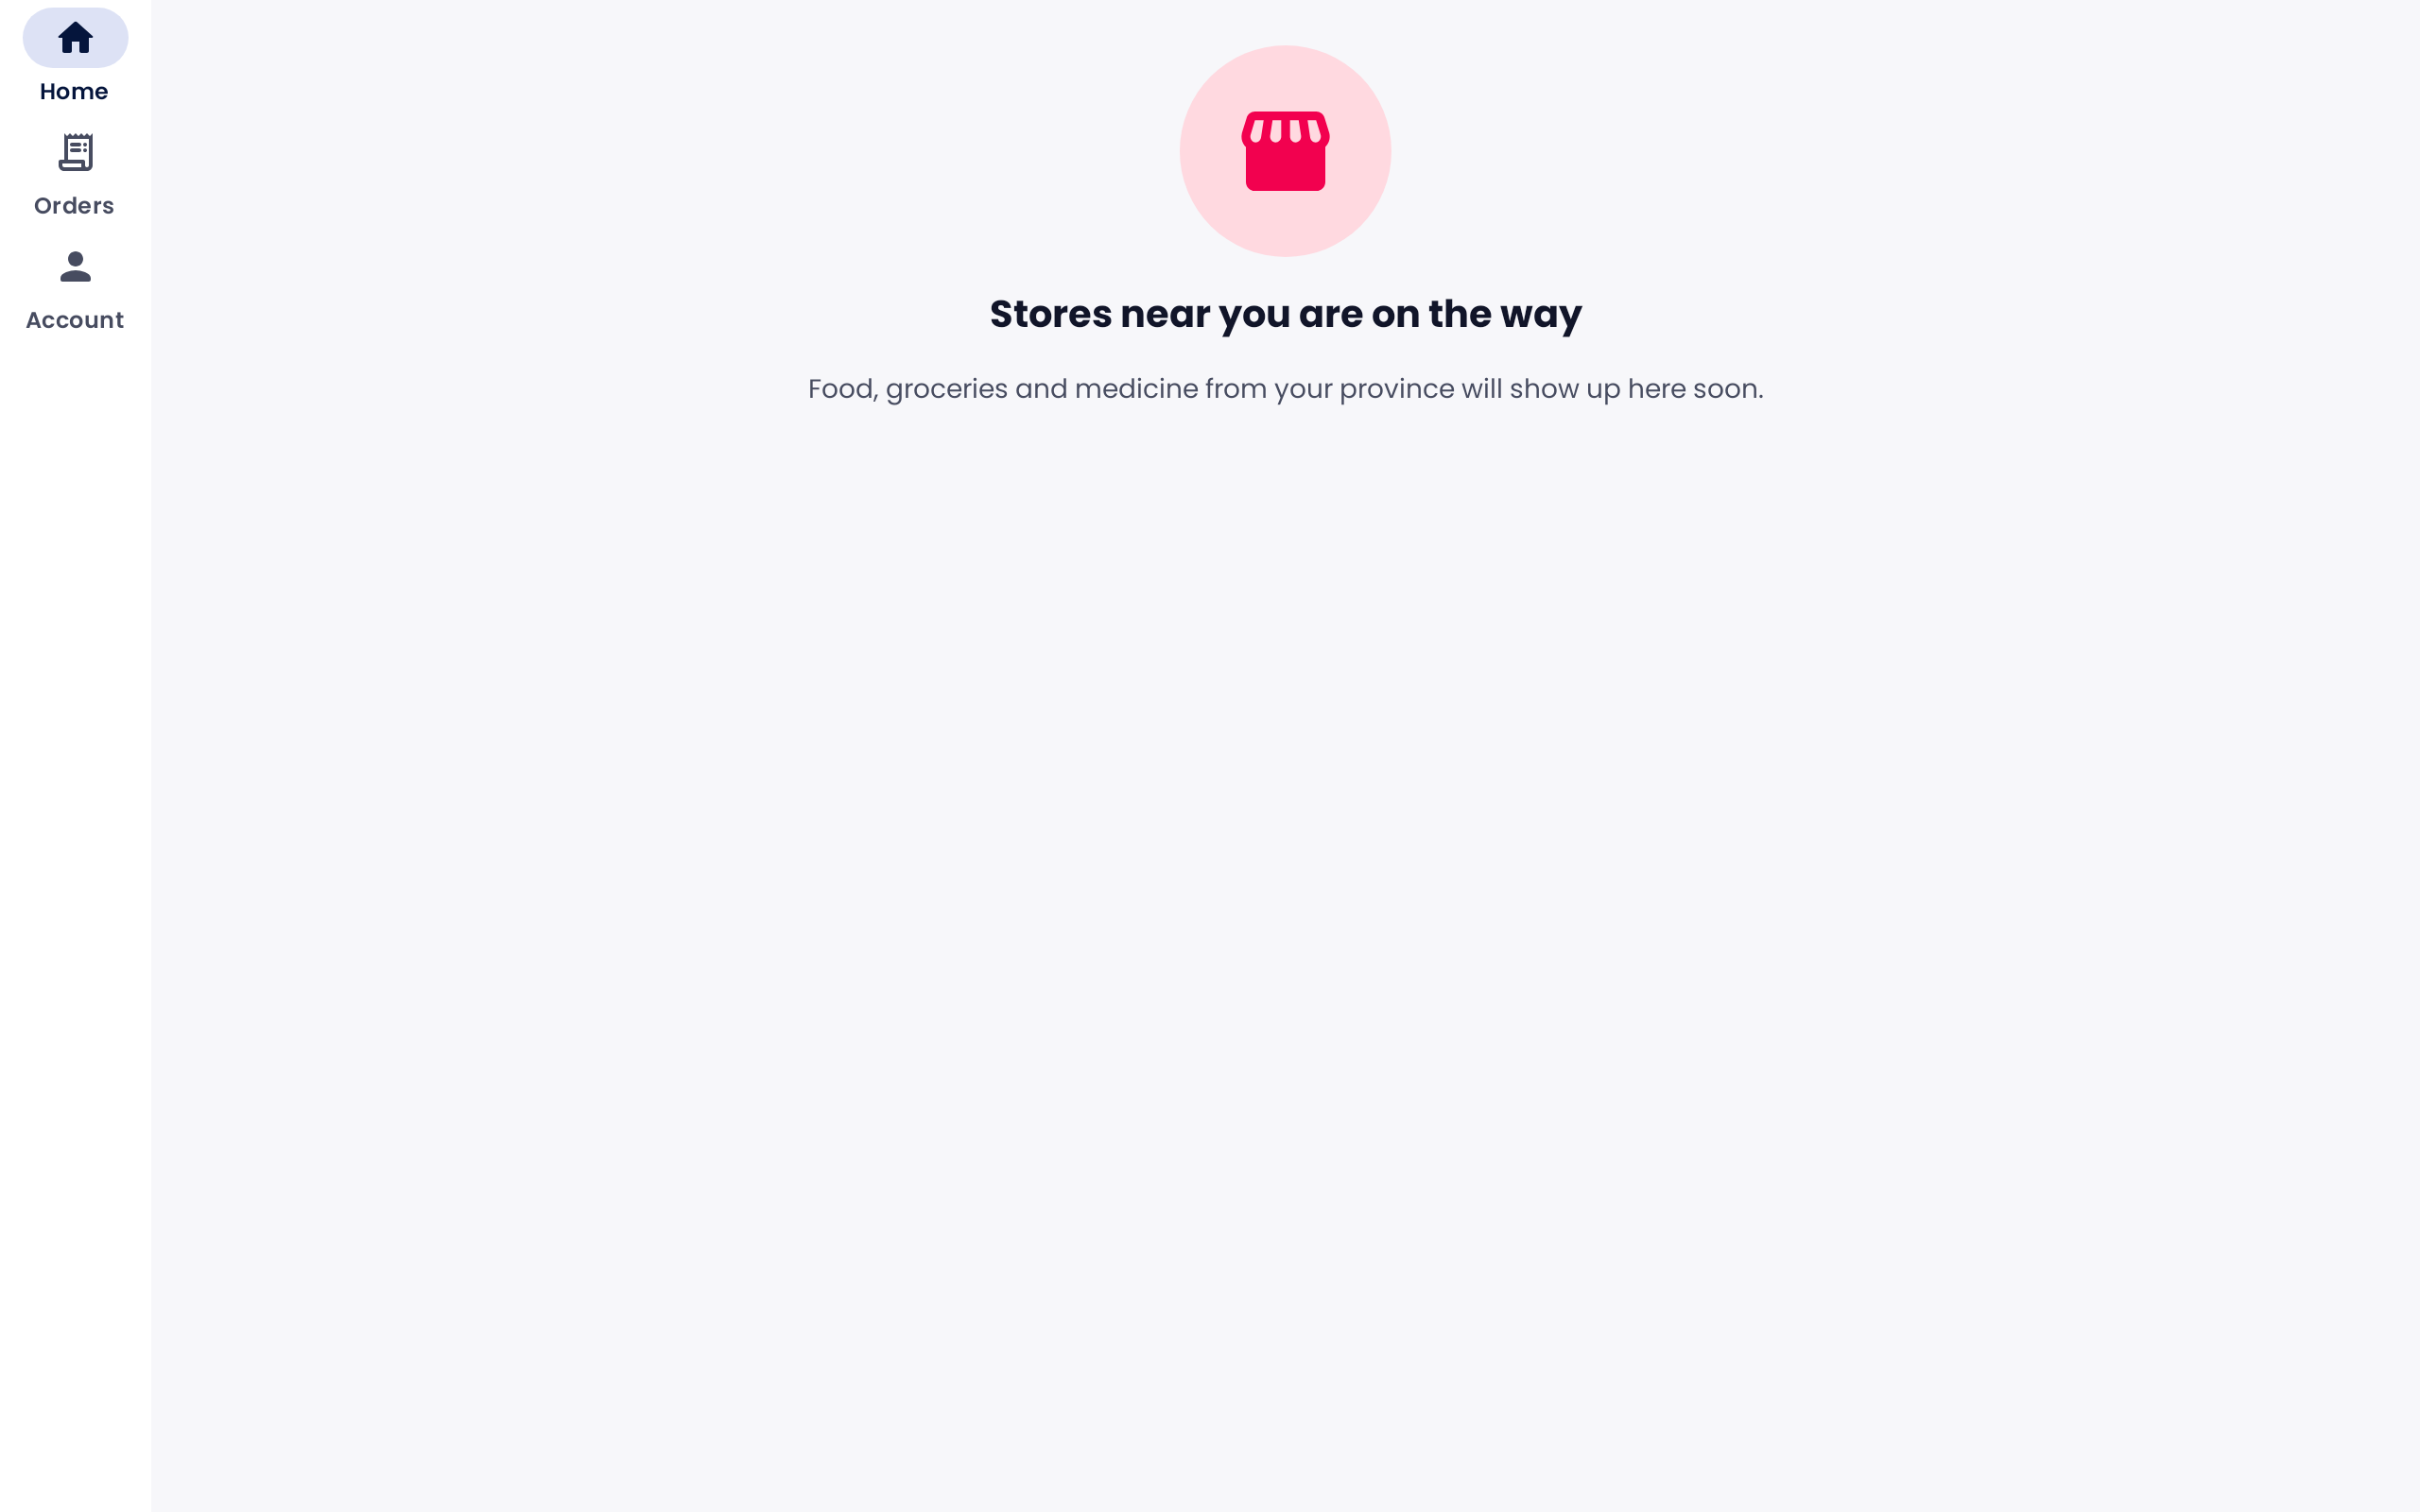 Home
Orders
Account
Stores near you are on the way
Food, groceries and medicine from your province will show up here soon.